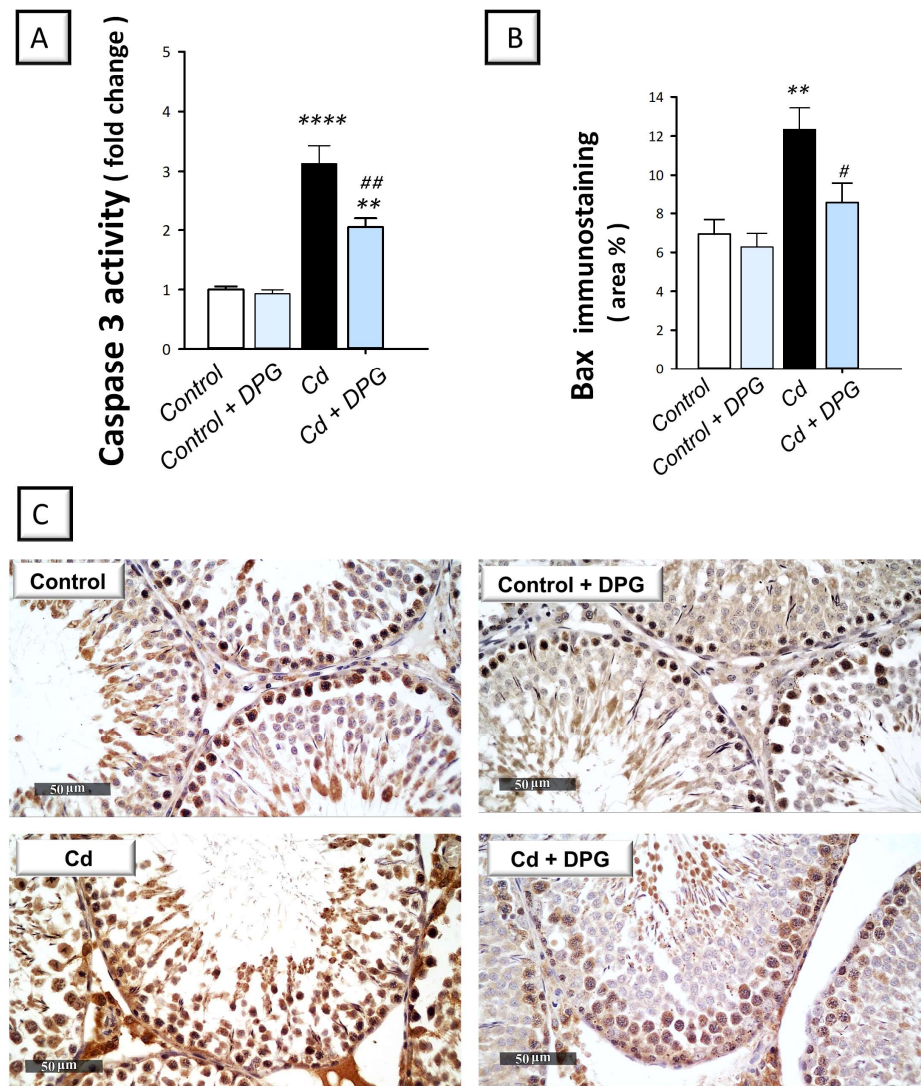 A
Caspase 3 activity ( fold change )
5
4
3
2
1
0
****
##
**
Control
Control + DPG
Cd
Cd + DPG
B
Bax immunostaining
( area % )
14
12
10
8
6
4
2
0
**
#
Control
Control + DPG
Cd
Cd + DPG
C
Control
50 µm
Control + DPG
50 µm
Cd
50 µm
Cd + DPG
50 µm